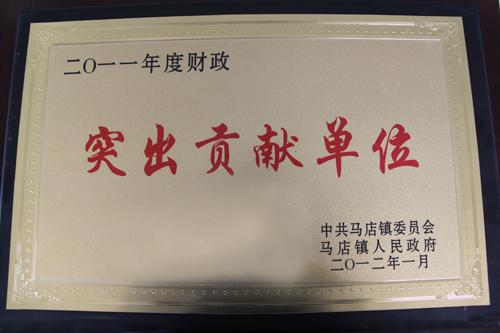 二〇一一年度财政
突出贡献单位
中共马店镇委员会
马店镇人民政府
二〇一二年一月